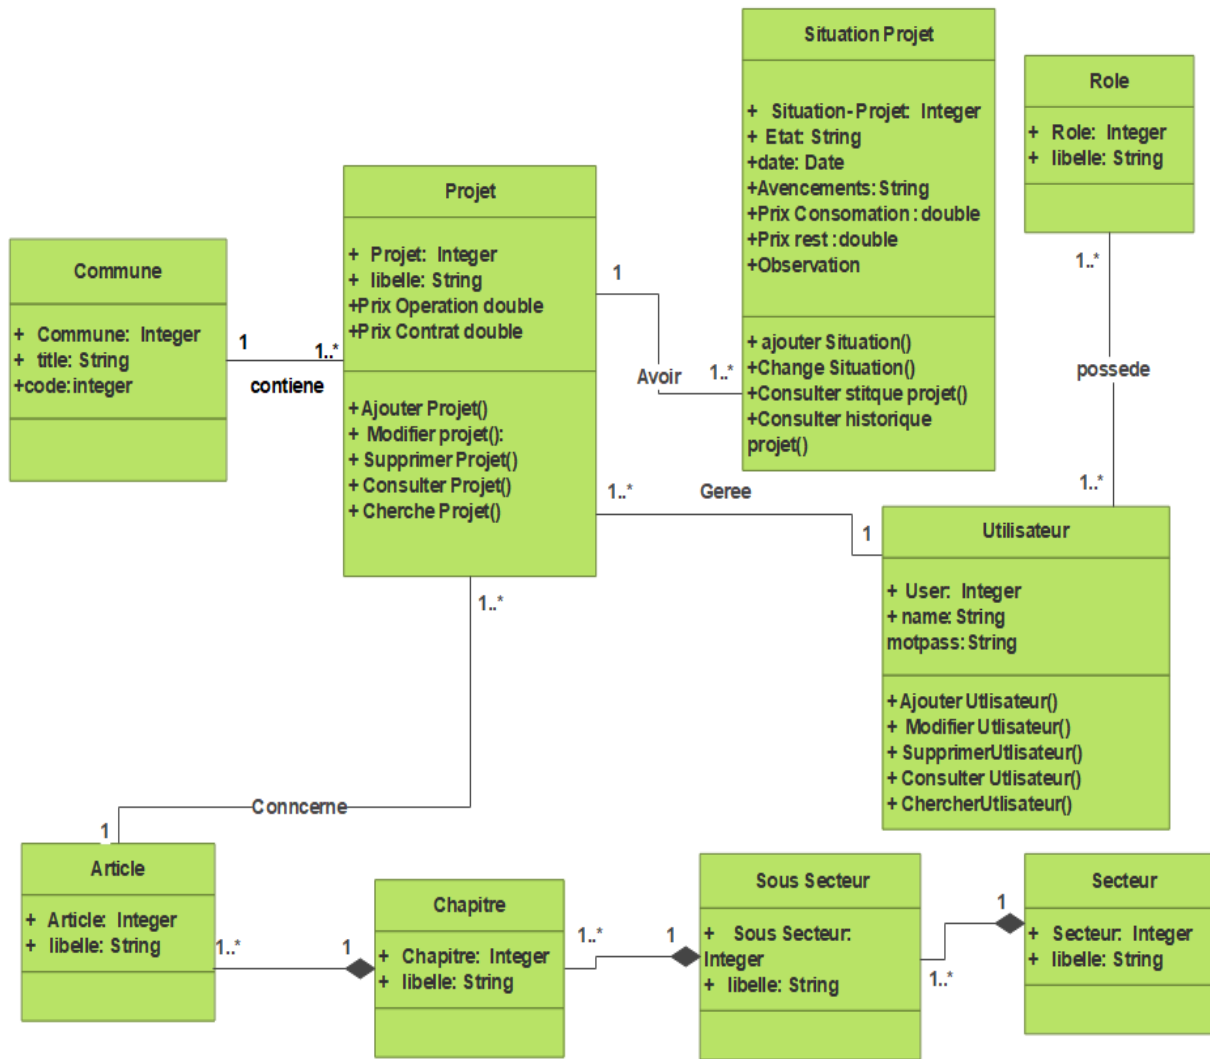 Situation Projet
+ Situation-Projet: Integer
+ Etat: String
+date: Date
+Avencements: String
+Prix Consomation : double
+Prix rest : double
+Observation
+ ajouter Situation()
+Change Situation()
+Consulter stitque projet()
+Consulter historique
projet()
Role
+ Role: Integer
+ libelle: String
Projet
+ Projet: Integer
+ libelle: String
+Prix Operation double
+Prix Contrat double
+Ajouter Projet()
+ Modifier projet():
+ Supprimer Projet()
+ Consulter Projet()
+ Cherche Projet()
Commune
+ Commune: Integer
+ title: String
+code:integer
1
1..*
contiene
1
Avoir
1..*
1..*
possede
1..*
1..*
Geree
1
Utilisateur
+ User: Integer
+ name: String
motpass: String
+Ajouter Utlisateur()
+ Modifier Utlisateur()
+ SupprimerUtlisateur()
+ Consulter Utlisateur()
+ ChercherUtlisateur()
1..*
Conncerne
1
Article
+ Article: Integer
+ libelle: String
1..*
1
Chapitre
+ Chapitre: Integer
+ libelle: String
1..*
1
Sous Secteur
+ Sous Secteur:
Integer
+ libelle: String
1..*
1
Secteur
+ Secteur: Integer
+ libelle: String